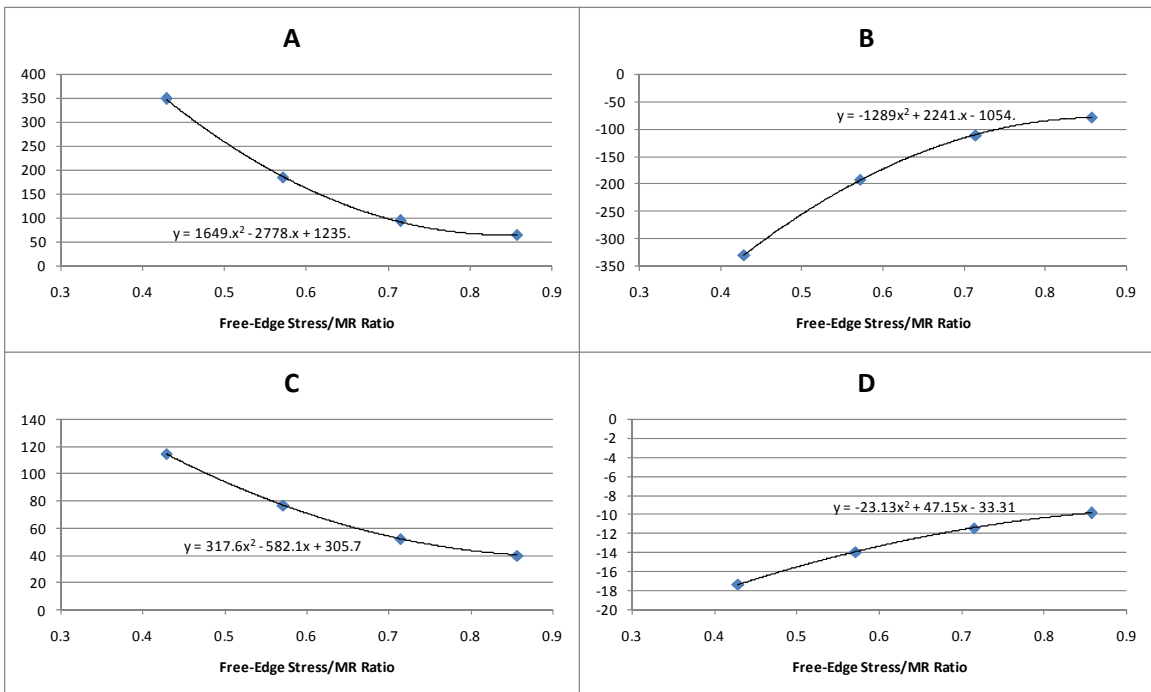 A
400
350
300
250
200
150
100
50
0
y = 1649.x² - 2778.x + 1235.
0.3 0.4 0.5 0.6 0.7 0.8 0.9
Free-Edge Stress/MR Ratio
B
0
-50
-100
-150
-200
-250
-300
-350
y = -1289x² + 2241.x - 1054.
0.3 0.4 0.5 0.6 0.7 0.8 0.9
Free-Edge Stress/MR Ratio
C
140
120
100
80
60
40
20
0
y = 317.6x² - 582.1x + 305.7
0.3 0.4 0.5 0.6 0.7 0.8 0.9
Free-Edge Stress/MR Ratio
D
0
-2
-4
-6
-8
-10
-12
-14
-16
-18
-20
y = -23.13x² + 47.15x - 33.31
0.3 0.4 0.5 0.6 0.7 0.8 0.9
Free-Edge Stress/MR Ratio